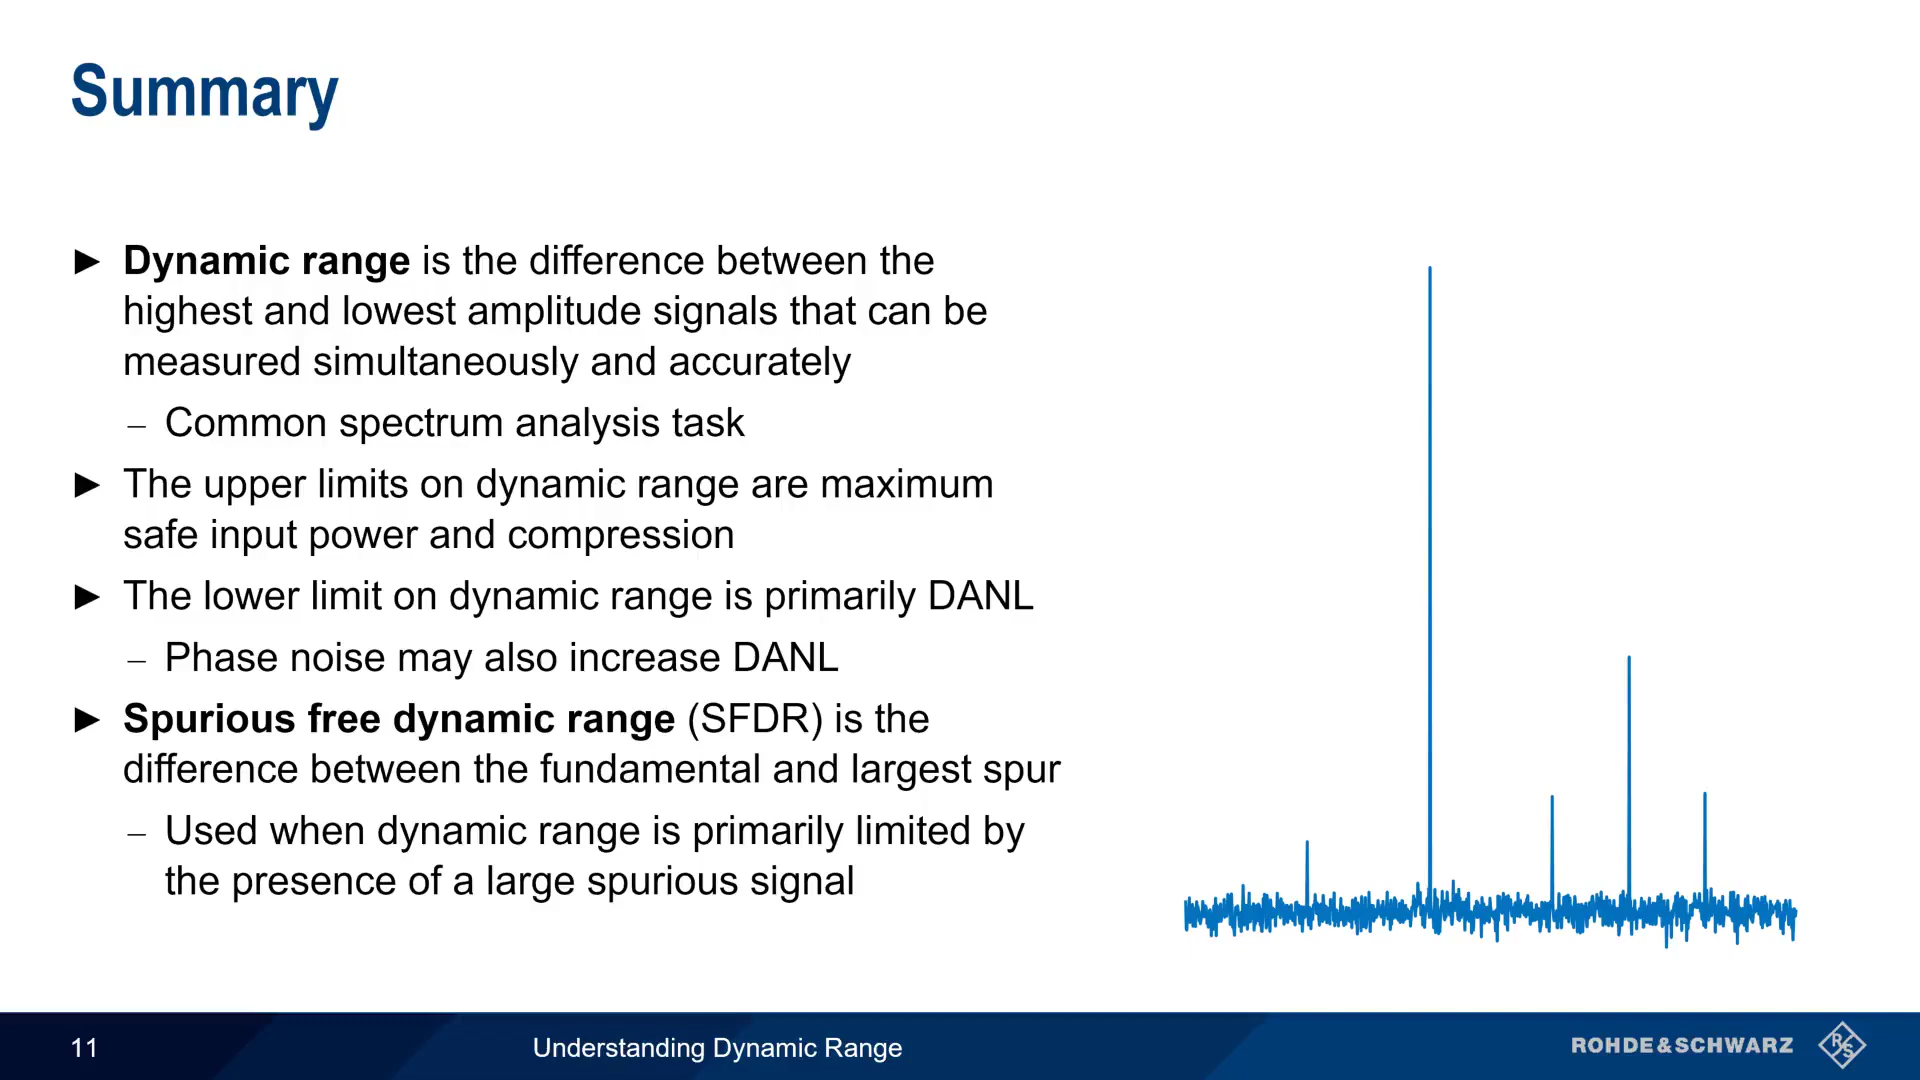 Summary
► Dynamic range is the difference between the
highest and lowest amplitude signals that can be
measured simultaneously and accurately
– Common spectrum analysis task
► The upper limits on dynamic range are maximum
safe input power and compression
► The lower limit on dynamic range is primarily DANL
– Phase noise may also increase DANL
► Spurious free dynamic range (SFDR) is the
difference between the fundamental and largest spur
– Used when dynamic range is primarily limited by
the presence of a large spurious signal
11
Understanding Dynamic Range
ROHDE&SCHWARZ
R&S